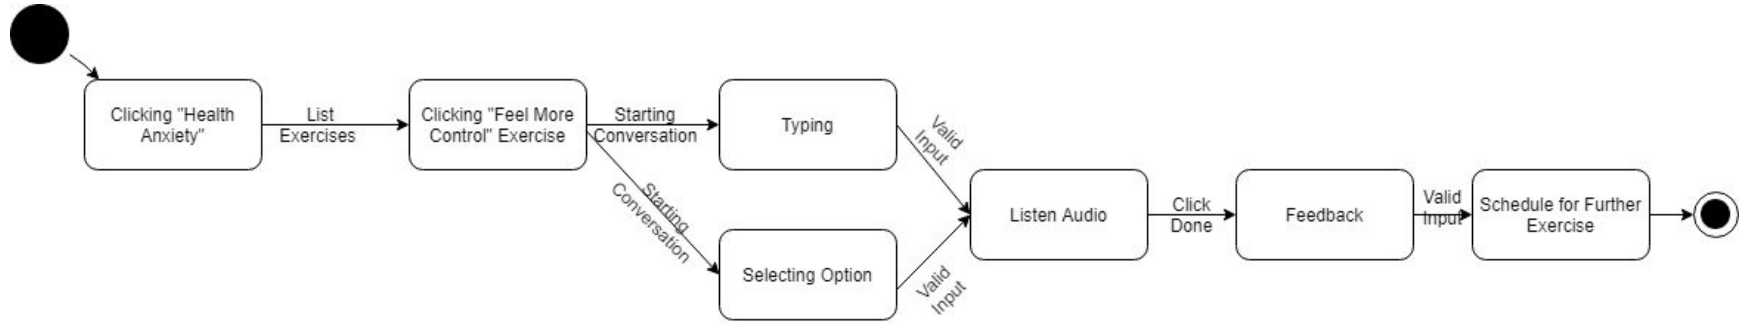 Clicking "Health
Anxiety"
List
Exercises
Clicking "Feel More
Control" Exercise
Starting
Conversation
Typing
Valid
Input
Starting
Conversation
Selecting Option
Valid
Input
Listen Audio
Click
Done
Feedback
Valid
Input
Schedule for Further
Exercise